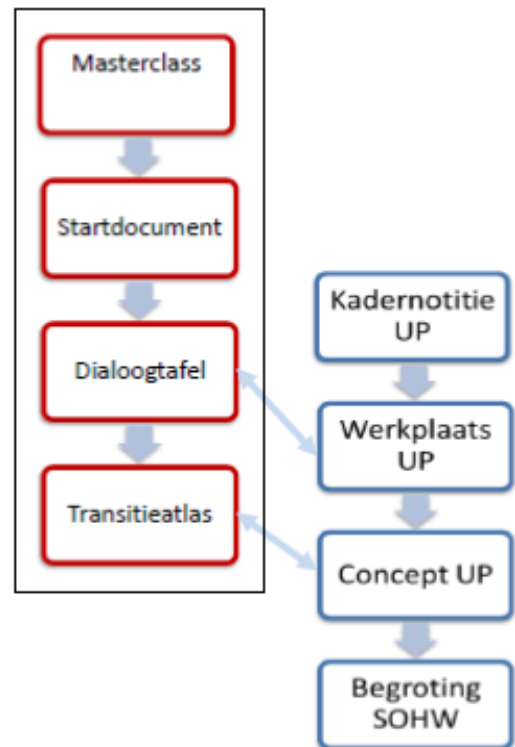 Masterclass
Startdocument
Dialoogtafel
Transitieatlas
Kadernotitie
UP
Werkplaats
UP
Concept UP
Begroting
SOHW